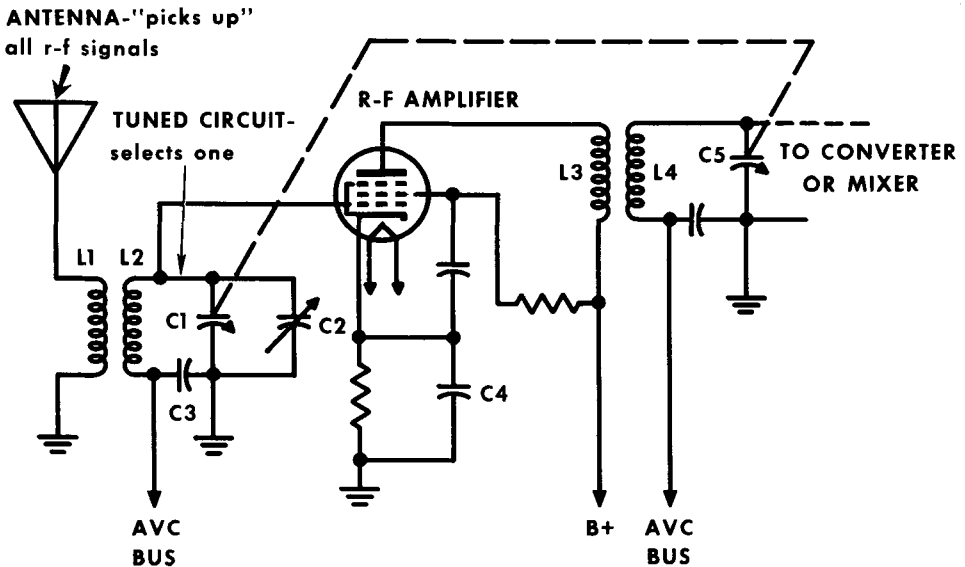 ANTENNA-"picks up"
all r-f signals
TUNED CIRCUIT-
selects one
R-F AMPLIFIER
L1
L2
C1
C2
C3
C4
L3
L4
C5
TO CONVERTER
OR MIXER
AVC
BUS
B+
AVC
BUS